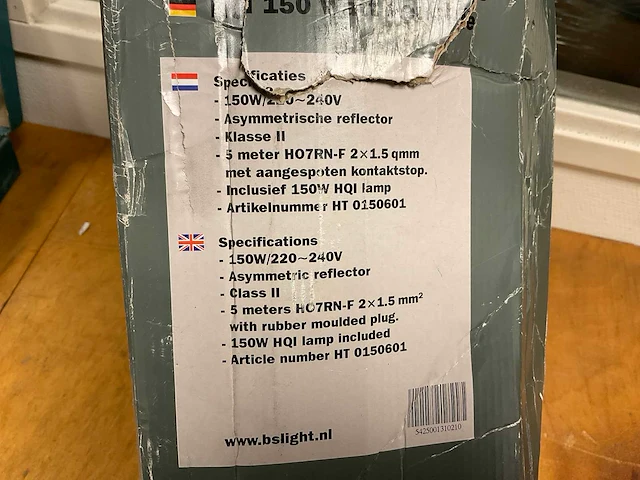 150 W
Specificaties
- 150W/220~240V
- Asymmetrische reflector
- Klasse II
- 5 meter HO7RN-F 2×1.5 qmm
met aangespoten kontaktstop.
- Inclusief 150W HQI lamp
- Artikelnummer HT 0150601
Specifications
- 150W/220~240V
- Asymmetric reflector
- Class II
- 5 meters HO7RN-F 2×1.5 mm²
with rubber moulded plug.
- 150W HQI lamp included
- Article number HT 0150601
5425001310210
www.bslight.nl